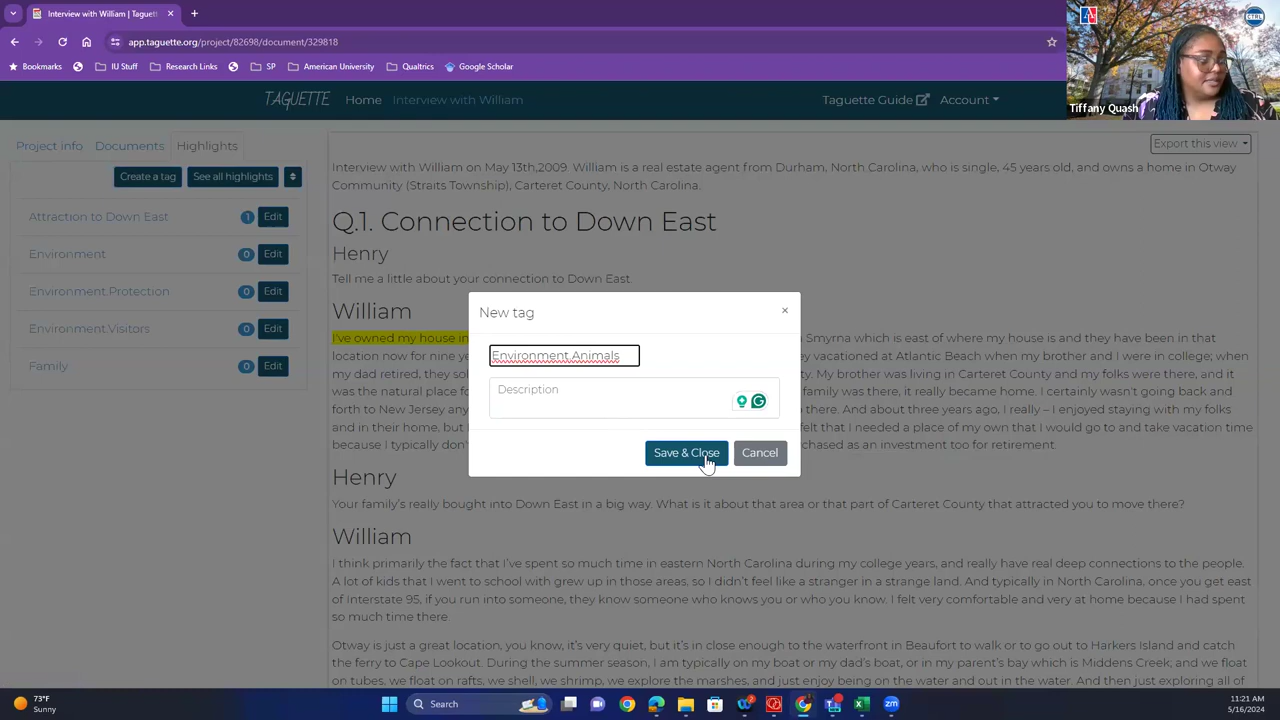 Interview with William | Taguett
app.taguette.org/project/82698/document/329818
Bookmarks IU Stuff Research Links SP American University Qualtrics Google Scholar
Tiffany Quash
CTRL
TAGUETTE Home Interview with William Taguette Guide Account
Project info Documents Highlights
Export this view
Create a tag See all highlights
Attraction to Down East 1 Edit
Environment 0 Edit
Environment.Protection 0 Edit
Environment.Visitors 0 Edit
Family 0 Edit
Interview with William on May 13th,2009. William is a real estate agent from Durham, North Carolina, who is single, 45 years old, and owns a home in Otway
Community (Straits Township), Carteret County, North Carolina.
Q.1. Connection to Down East
Henry
Tell me a little about your connection to Down East.
William
I've owned my house in Smyrna which is east of where my house is and they have been in that
location now for nine ye y vacationed at Atlantic Beach when my brother and I were in college; when
my dad retired, they sol . My brother was living in Carteret County and my folks were there, and it
was the natural place fo family was there, it really became home. I certainly wasn't going back and
forth to New Jersey any there. And about three years ago, I really – I enjoyed staying with my folks
and in their home, but I felt that I needed a place of my own that I would go to and take vacation time
because I typically don't chased as an investment too for retirement.
New tag ×
Environment.Animals
Description
Save & Close Cancel
Henry
Your family's really bought into Down East in a big way. What is it about that area or that part of Carteret County that attracted you to move there?
William
I think primarily the fact that I've spent so much time in eastern North Carolina during my college years, and really have real deep connections to the people.
A lot of kids that I went to school with grew up in those areas, so I didn't feel like a stranger in a strange land. And typically in North Carolina, once you get east
of Interstate 95, if you run into someone, they know someone who knows you or who you know. I felt very comfortable and very at home because I had spent
so much time there.
Otway is just a great location, you know, it's very quiet, but it's in close enough to the waterfront in Beaufort to walk or to go out to Harkers Island and catch
the ferry to Cape Lookout. During the summer season, I am typically on my boat or my dad's boat, or in my parent's bay which is Middens Creek; and we float
on tubes, we float on rafts, we shell, we shrimp, we explore the marshes, and just enjoy being on the water and out in the water. And then just exploring all of
73°F
Sunny
Search
11:21 AM
5/16/2024